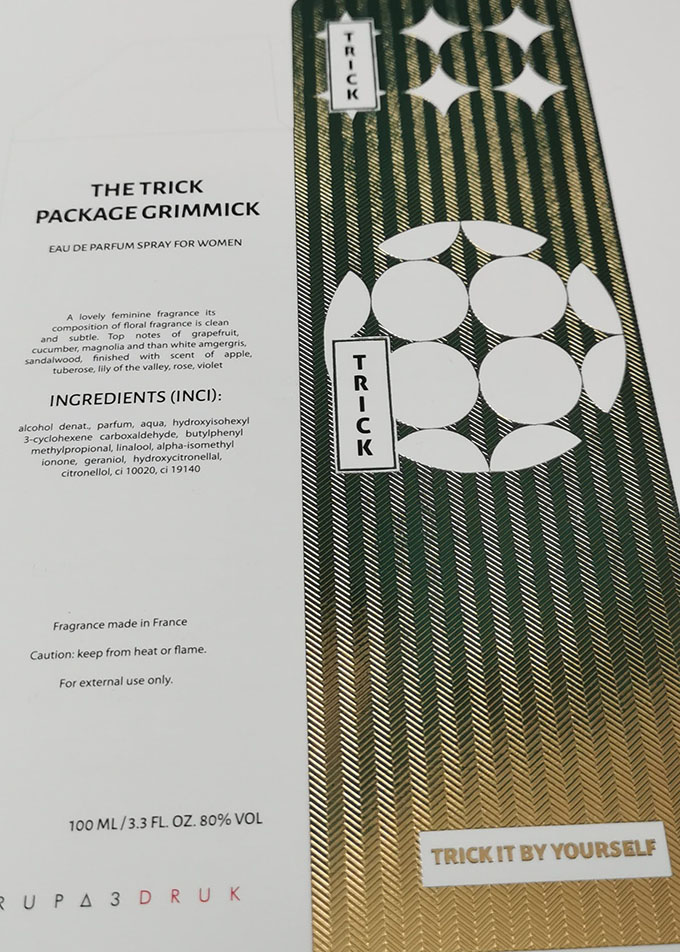 THE TRICK
PACKAGE GRIMMICK
EAU DE PARFUM SPRAY FOR WOMEN
A lovely feminine fragrance its
composition of floral fragrance is clean
and subtle. Top notes of grapefruit,
cucumber, magnolia and than white amgergris,
sandalwood, finished with scent of apple,
tuberose, lily of the valley, rose, violet
INGREDIENTS (INCI):
alcohol denat., parfum, aqua, hydroxyisohexyl
3-cyclohexene carboxaldehyde, butylphenyl
methylpropional, linalool, alpha-isomethyl
ionone, geraniol, hydroxycitronellal,
citronellol, ci 10020, ci 19140
Fragrance made in France
Caution: keep from heat or flame.
For external use only.
100 ML/3.3 FL. OZ. 80% VOL
RUPA3DRUK
TRICK
TRICK
TRICK IT BY YOURSELF